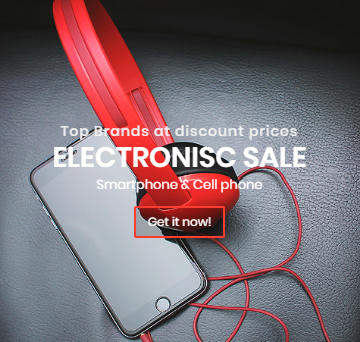 Top Brands at discount prices
ELECTRONISC SALE
Smartphone & Cell phone
Get it now!